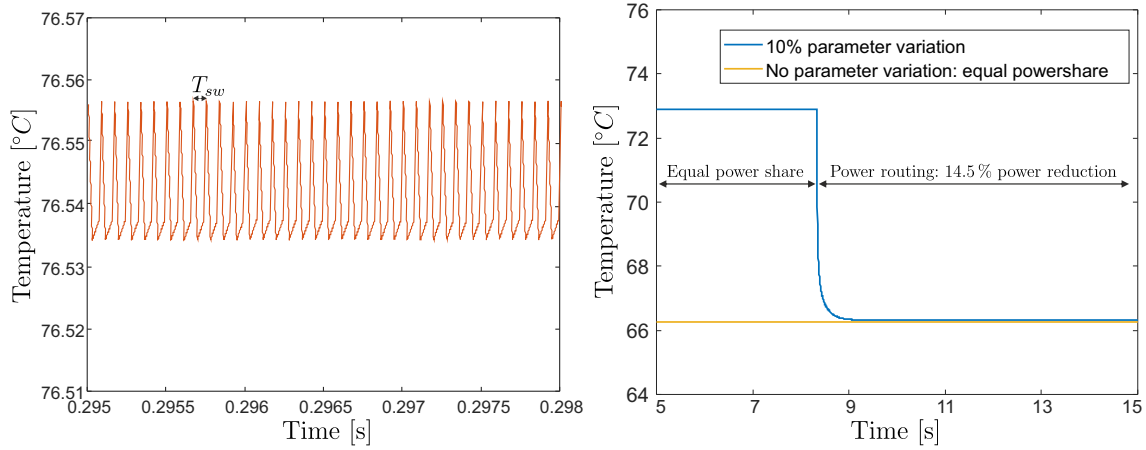 76.57
76.56
76.55
76.54
76.53
76.52
76.51
Temperature [°C]
T_sw
0.295 0.2955 0.296 0.2965 0.297 0.2975 0.298
Time [s]
76
74
72
70
68
66
64
Temperature [°C]
10% parameter variation
No parameter variation: equal powershare
Equal power share
Power routing: 14.5 % power reduction
5 7 9 11 13 15
Time [s]